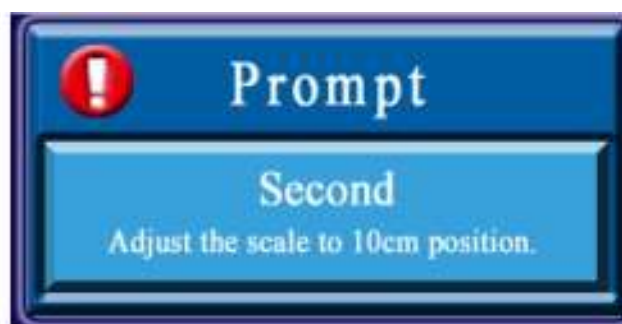 Prompt
Second
Adjust the scale to 10cm position.